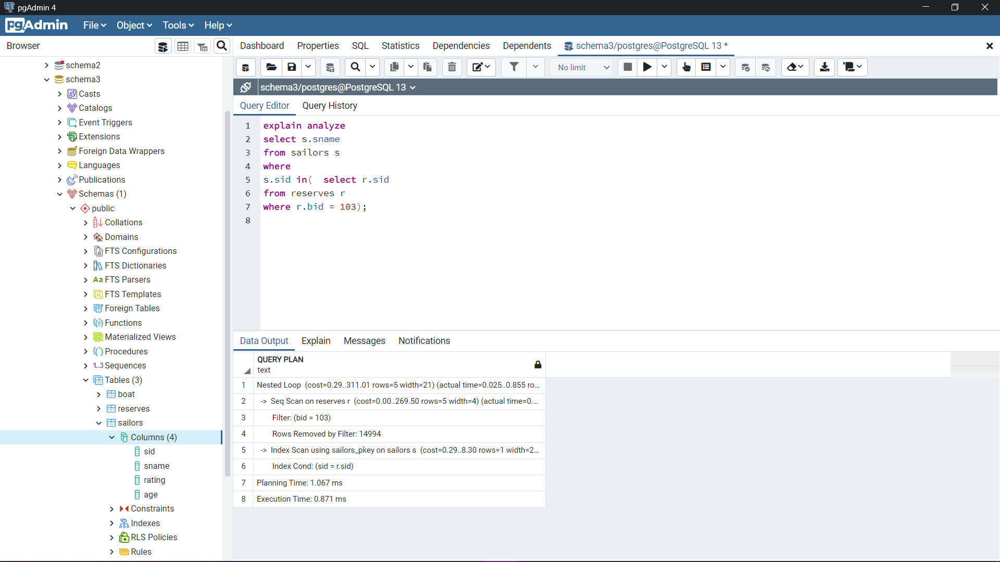 pgAdmin 4
pgAdmin File Object Tools Help
Browser
Dashboard Properties SQL Statistics Dependencies Dependents schema3/postgres@PostgreSQL 13 *
No limit
schema3/postgres@PostgreSQL 13
Query Editor Query History
schema2
schema3
Casts
Catalogs
Event Triggers
Extensions
Foreign Data Wrappers
Languages
Publications
Schemas (1)
public
Collations
Domains
FTS Configurations
FTS Dictionaries
Aa FTS Parsers
FTS Templates
Foreign Tables
Functions
Materialized Views
Procedures
1..3 Sequences
Tables (3)
boat
reserves
sailors
Columns (4)
sid
sname
rating
age
Constraints
Indexes
RLS Policies
Rules
1 explain analyze
2 select s.sname
3 from sailors s
4 where
5 s.sid in(  select r.sid
6 from reserves r
7 where r.bid = 103);
8
Data Output Explain Messages Notifications
QUERY PLAN
text
1 Nested Loop (cost=0.29..311.01 rows=5 width=21) (actual time=0.025..0.855 ro...
2 -> Seq Scan on reserves r (cost=0.00..269.50 rows=5 width=4) (actual time=0....
3 Filter: (bid = 103)
4 Rows Removed by Filter: 14994
5 -> Index Scan using sailors_pkey on sailors s (cost=0.29..8.30 rows=1 width=2...
6 Index Cond: (sid = r.sid)
7 Planning Time: 1.067 ms
8 Execution Time: 0.871 ms